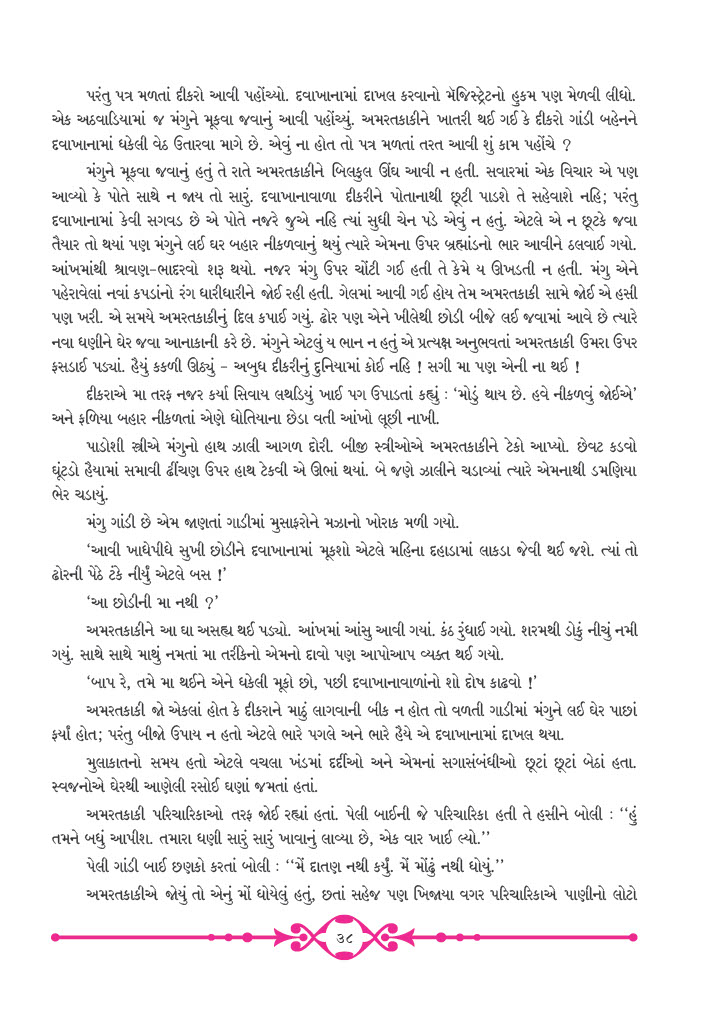 પરંતુ પત્ર મળતાં દીકરો આવી પહોંચ્યો. દવાખાનામાં દાખલ કરવાનો મૅજિસ્ટ્રેટનો હુકમ પણ મેળવી લીધો.
એક અઠવાડિયામાં જ મંગુને મૂકવા જવાનું આવી પહોંચ્યું. અમરતકાકીને ખાતરી થઈ ગઈ કે દીકરો ગાંડી બહેનને
દવાખાનામાં ધકેલી વેઠ ઉતારવા માગે છે. એવું ના હોત તો પત્ર મળતાં તરત આવી શું કામ પહોંચે ?
મંગુને મૂકવા જવાનું હતું તે રાતે અમરતકાકીને બિલકુલ ઊંઘ આવી ન હતી. સવારમાં એક વિચાર એ પણ
આવ્યો કે પોતે સાથે ન જાય તો સારું. દવાખાનાવાળા દીકરીને પોતાનાથી છૂટી પાડશે તે સહેવાશે નહિ; પરંતુ
દવાખાનામાં કેવી સગવડ છે એ પોતે નજરે જુએ નહિ ત્યાં સુધી ચેન પડે એવું ન હતું. એટલે એ ન છૂટકે જવા
તૈયાર તો થયાં પણ મંગુને લઈ ઘર બહાર નીકળવાનું થયું ત્યારે એમના ઉપર બ્રહ્માંડનો ભાર આવીને ઠલવાઈ ગયો.
આંખમાંથી શ્રાવણ-ભાદરવો શરૂ થયો. નજર મંગુ ઉપર ચોંટી ગઈ હતી તે કેમે ય ઊખડતી ન હતી. મંગુ એને
પહેરાવેલાં નવાં કપડાંનો રંગ ધારીધારીને જોઈ રહી હતી. ગેલમાં આવી ગઈ હોય તેમ અમરતકાકી સામે જોઈ એ હસી
પણ ખરી. એ સમયે અમરતકાકીનું દિલ કપાઈ ગયું. ઢોર પણ એને ખીલેથી છોડી બીજે લઈ જવામાં આવે છે ત્યારે
નવા ધણીને ઘેર જવા આનાકાની કરે છે. મંગુને એટલું ય ભાન ન હતું એ પ્રત્યક્ષ અનુભવતાં અમરતકાકી ઉમરા ઉપર
ફસડાઈ પડ્યાં. હૈયું કકળી ઊઠ્યું - અબુધ દીકરીનું દુનિયામાં કોઈ નહિ ! સગી મા પણ એની ના થઈ !
દીકરાએ મા તરફ નજર કર્યા સિવાય લથડિયું ખાઈ પગ ઉપાડતાં કહ્યું : ‘મોડું થાય છે. હવે નીકળવું જોઈએ’
અને ફળિયા બહાર નીકળતાં એણે ધોતિયાના છેડા વતી આંખો લૂછી નાખી.
પાડોશી સ્ત્રીએ મંગુનો હાથ ઝાલી આગળ દોરી. બીજી સ્ત્રીઓએ અમરતકાકીને ટેકો આપ્યો. છેવટ કડવો
ઘૂંટડો હૈયામાં સમાવી ઢીંચણ ઉપર હાથ ટેકવી એ ઊભાં થયાં. બે જણે ઝાલીને ચડાવ્યાં ત્યારે એમનાથી ડમણિયા
ભેર ચડાયું.
મંગુ ગાંડી છે એમ જાણતાં ગાડીમાં મુસાફરોને મઝાનો ખોરાક મળી ગયો.
‘આવી ખાધેપીધે સુખી છોડીને દવાખાનામાં મૂકશો એટલે મહિના દહાડામાં લાકડા જેવી થઈ જશે. ત્યાં તો
ઢોરની પેઠે ટંકે નીર્યું એટલે બસ !’
‘આ છોડીની મા નથી ?’
અમરતકાકીને આ ઘા અસહ્ય થઈ પડ્યો. આંખમાં આંસુ આવી ગયાં. કંઠ રુંધાઈ ગયો. શરમથી ડોકું નીચું નમી
ગયું. સાથે સાથે માથું નમતાં મા તરીકેનો એમનો દાવો પણ આપોઆપ વ્યક્ત થઈ ગયો.
‘બાપ રે, તમે મા થઈને એને ધકેલી મૂકો છો, પછી દવાખાનાવાળાંનો શો દોષ કાઢવો !’
અમરતકાકી જો એકલાં હોત કે દીકરાને માઠું લાગવાની બીક ન હોત તો વળતી ગાડીમાં મંગુને લઈ ઘેર પાછાં
ફર્યાં હોત; પરંતુ બીજો ઉપાય ન હતો એટલે ભારે પગલે અને ભારે હૈયે એ દવાખાનામાં દાખલ થયા.
મુલાકાતનો સમય હતો એટલે વચલા ખંડમાં દર્દીઓ અને એમનાં સગાસંબંધીઓ છૂટાં છૂટાં બેઠાં હતા.
સ્વજનોએ ઘેરથી આણેલી રસોઈ ઘણાં જમતાં હતાં.
અમરતકાકી પરિચારિકાઓ તરફ જોઈ રહ્યાં હતાં. પેલી બાઈની જે પરિચારિકા હતી તે હસીને બોલી : ‘‘હું
તમને બધું આપીશ. તમારા ધણી સારું સારું ખાવાનું લાવ્યા છે, એક વાર ખાઈ લ્યો.’’
પેલી ગાંડી બાઈ છણકો કરતાં બોલી : ‘‘મેં દાતણ નથી કર્યું. મેં મોંઢું નથી ધોયું.’’
અમરતકાકીએ જોયું તો એનું મોં ધોયેલું હતું, છતાં સહેજ પણ ખિજાયા વગર પરિચારિકાએ પાણીનો લોટો
૩૮